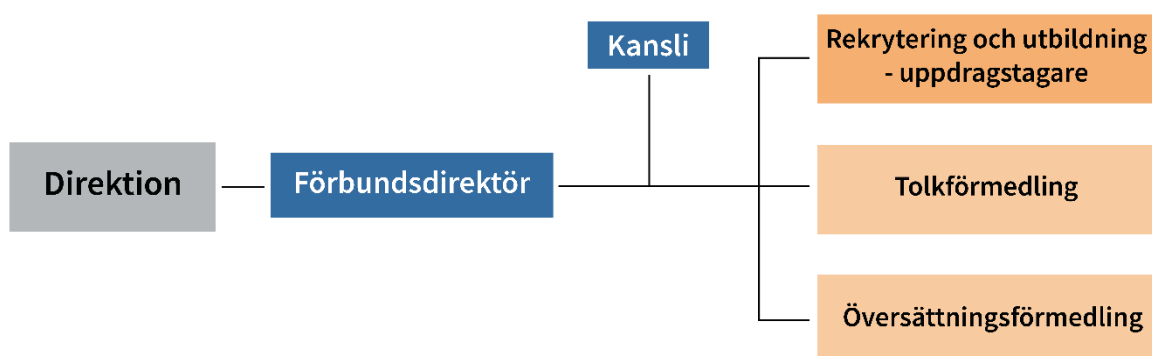 Direktion
Förbundsdirektör
Kansli
Rekrytering och utbildning
- uppdragstagare
Tolkförmedling
Översättningsförmedling